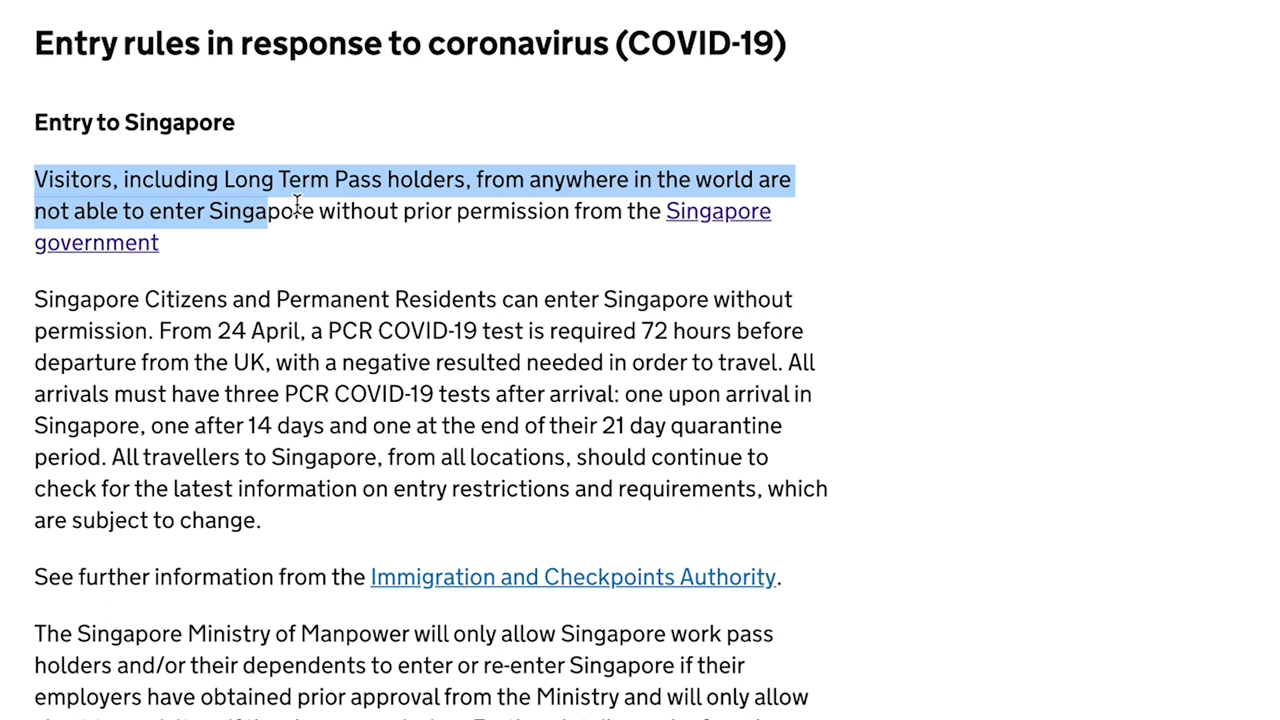 Entry rules in response to coronavirus (COVID-19)
Entry to Singapore
Visitors, including Long Term Pass holders, from anywhere in the world are
not able to enter Singapore without prior permission from the Singapore
government
Singapore Citizens and Permanent Residents can enter Singapore without
permission. From 24 April, a PCR COVID-19 test is required 72 hours before
departure from the UK, with a negative resulted needed in order to travel. All
arrivals must have three PCR COVID-19 tests after arrival: one upon arrival in
Singapore, one after 14 days and one at the end of their 21 day quarantine
period. All travellers to Singapore, from all locations, should continue to
check for the latest information on entry restrictions and requirements, which
are subject to change.
See further information from the Immigration and Checkpoints Authority.
The Singapore Ministry of Manpower will only allow Singapore work pass
holders and/or their dependents to enter or re-enter Singapore if their
employers have obtained prior approval from the Ministry and will only allow